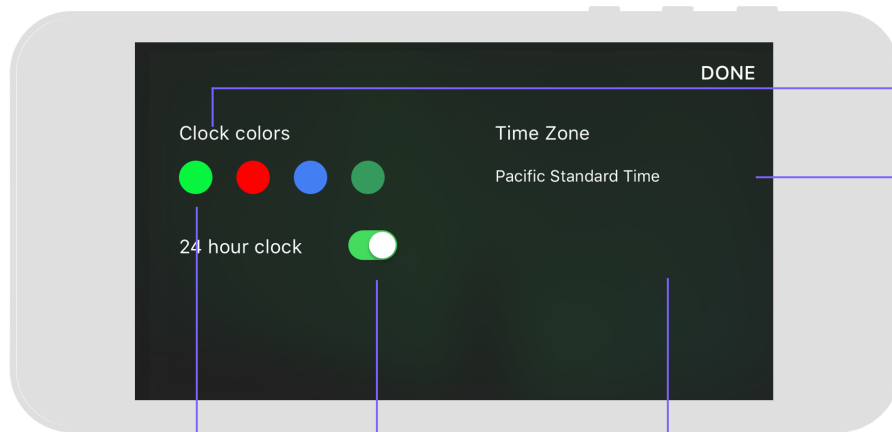 DONE
Clock colors
Time Zone
Pacific Standard Time
24 hour clock